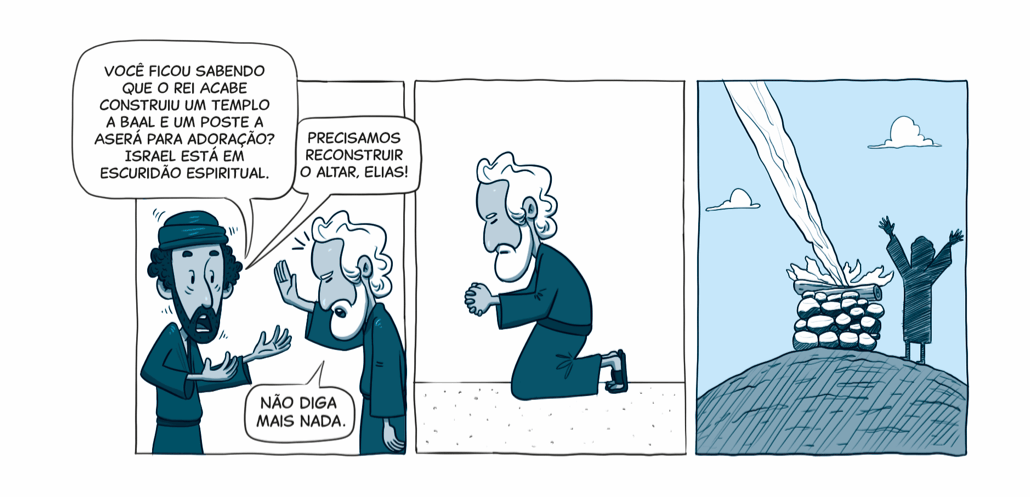 VOCÊ FICOU SABENDO
QUE O REI ACABE
CONSTRUIU UM TEMPLO
A BAAL E UM POSTE A
ASERÁ PARA ADORAÇÃO?
ISRAEL ESTÁ EM
ESCURIDÃO ESPIRITUAL.
PRECISAMOS
RECONSTRUIR
O ALTAR, ELIAS!
NÃO DIGA
MAIS NADA.